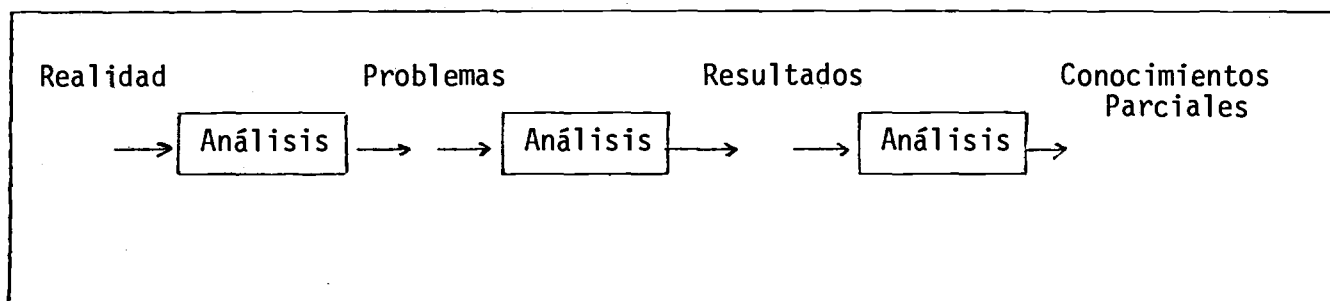 Realidad Problemas Resultados Conocimientos
Parciales
Análisis Análisis Análisis